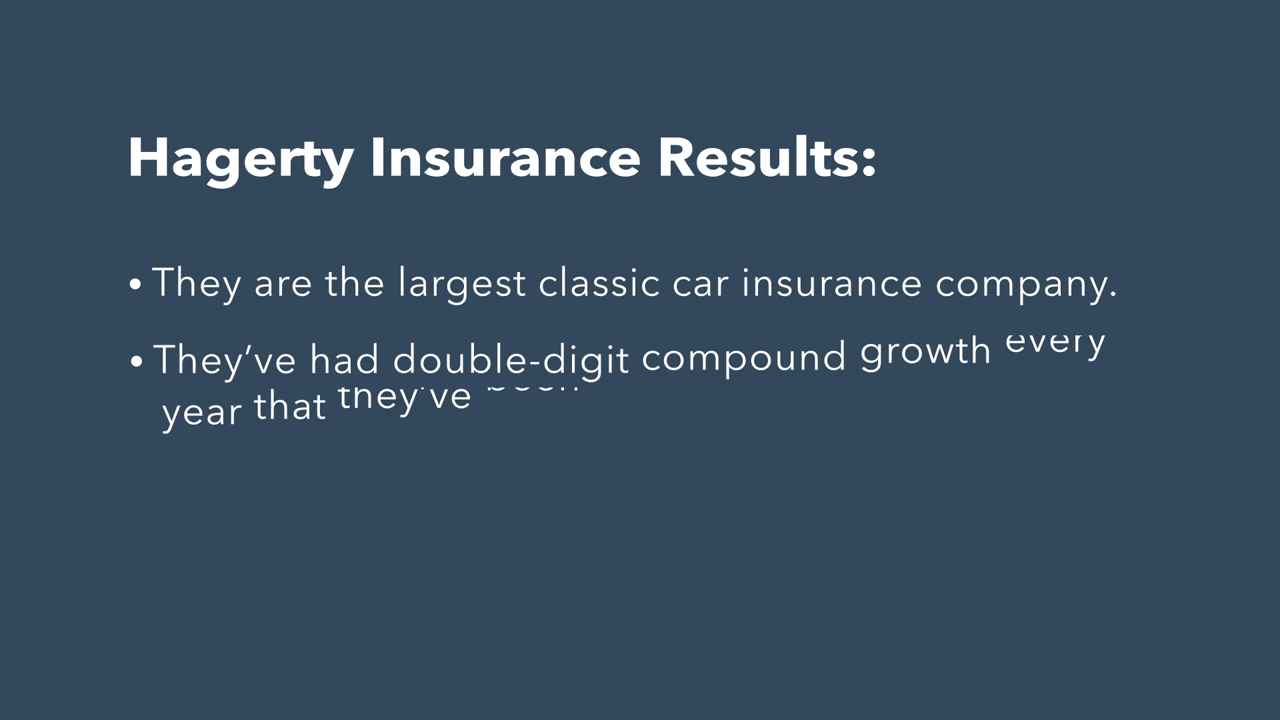 Hagerty Insurance Results:
• They are the largest classic car insurance company.
• They’ve had double-digit compound growth every
year that they’ve